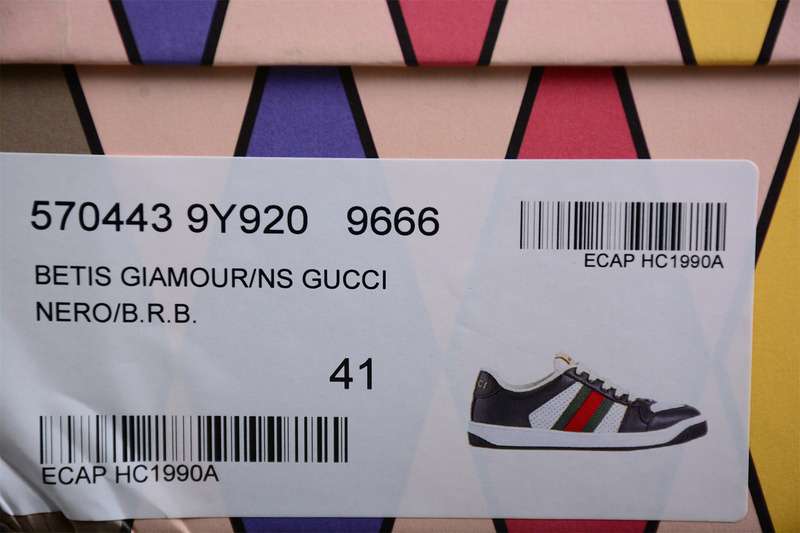 570443 9Y920 9666
ECAP HC1990A
BETIS GIAMOUR/NS GUCCI
NERO/B.R.B.
41
ECAP HC1990A